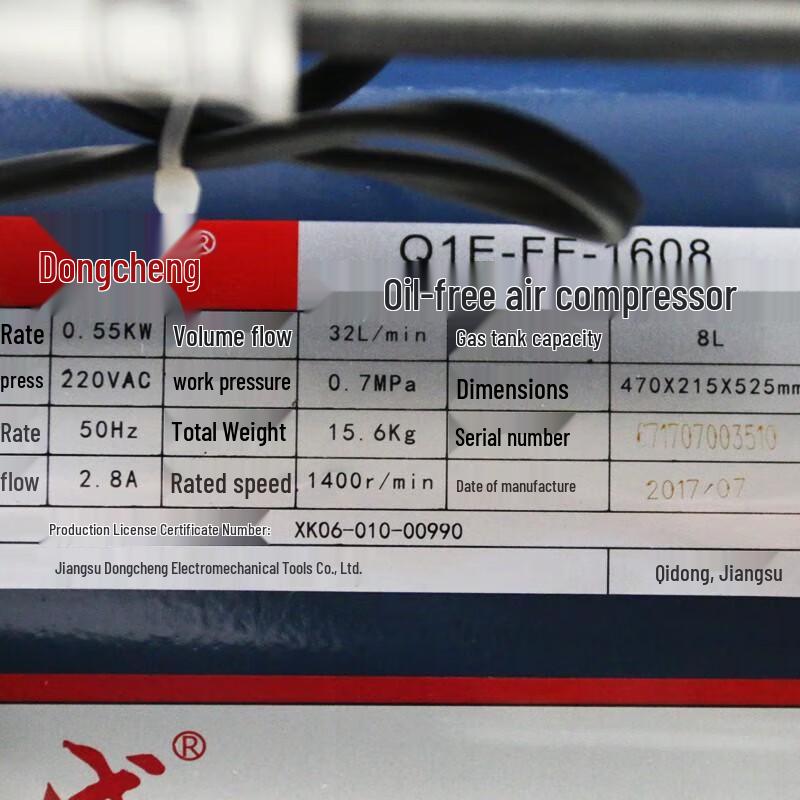 Dongcheng ®
Q1E-FF-1608
Oil-free air compressor
Rate 0.55KW Volume flow 32L/min Gas tank capacity 8L
press 220VAC work pressure 0.7MPa Dimensions 470X215X525mm
Rate 50Hz Total Weight 15.6Kg Serial number
flow 2.8A Rated speed 1400r/min Date of manufacture 2017/07
Production License Certificate Number: XK06-010-00990
Jiangsu Dongcheng Electromechanical Tools Co., Ltd. Qidong, Jiangsu
®